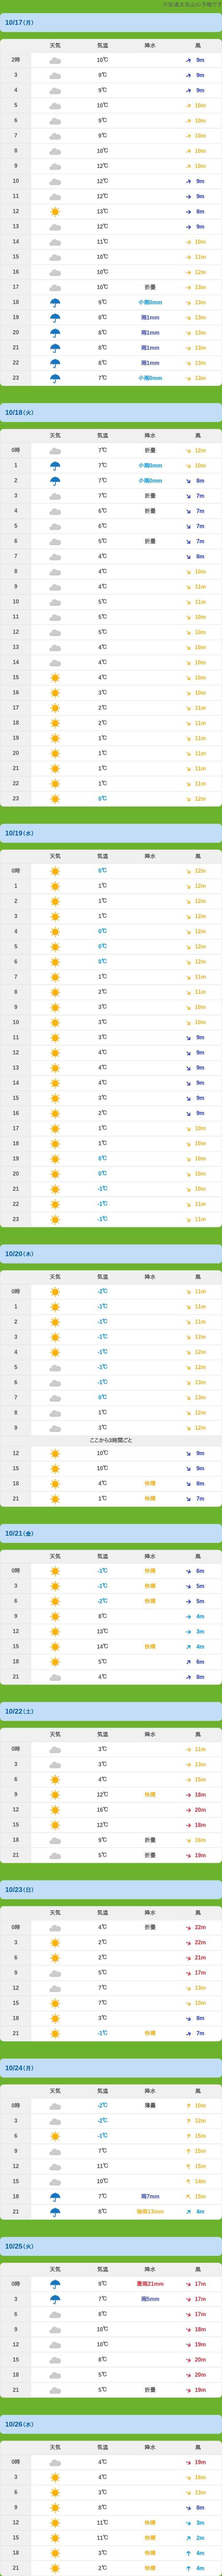 ※安達太良山の予報です
10/17(月)
天気 気温 降水 風
2時 10℃ 9m
3 9℃ 9m
4 9℃ 9m
5 10℃ 10m
6 9℃ 10m
7 9℃ 10m
8 10℃ 10m
9 12℃ 10m
10 12℃ 9m
11 12℃ 9m
12 13℃ 8m
13 12℃ 9m
14 11℃ 10m
15 10℃ 11m
16 10℃ 12m
17 10℃ 折曇 13m
18 9℃ 小雨0mm 13m
19 8℃ 雨1mm 13m
20 8℃ 雨1mm 13m
21 8℃ 雨1mm 13m
22 8℃ 雨1mm 13m
23 7℃ 小雨0mm 13m
10/18(火)
天気 気温 降水 風
0時 7℃ 折曇 12m
1 7℃ 小雨0mm 10m
2 7℃ 小雨0mm 8m
3 7℃ 折曇 7m
4 6℃ 折曇 7m
5 6℃ 7m
6 5℃ 折曇 7m
7 4℃ 8m
8 4℃ 10m
9 4℃ 11m
10 5℃ 11m
11 5℃ 10m
12 5℃ 10m
13 4℃ 10m
14 4℃ 10m
15 4℃ 10m
16 3℃ 10m
17 2℃ 11m
18 2℃ 11m
19 1℃ 11m
20 1℃ 11m
21 1℃ 11m
22 1℃ 11m
23 0℃ 12m
10/19(水)
天気 気温 降水 風
0時 0℃ 12m
1 1℃ 12m
2 1℃ 12m
3 1℃ 12m
4 0℃ 12m
5 0℃ 12m
6 0℃ 12m
7 1℃ 11m
8 2℃ 11m
9 3℃ 10m
10 3℃ 10m
11 3℃ 9m
12 4℃ 9m
13 4℃ 9m
14 4℃ 9m
15 3℃ 9m
16 2℃ 9m
17 1℃ 10m
18 1℃ 10m
19 0℃ 10m
20 0℃ 10m
21 -1℃ 10m
22 -1℃ 11m
23 -1℃ 11m
10/20(木)
天気 気温 降水 風
0時 -2℃ 11m
1 -1℃ 11m
2 -1℃ 11m
3 -1℃ 12m
4 -1℃ 12m
5 -1℃ 12m
6 -1℃ 13m
7 0℃ 13m
8 1℃ 12m
9 3℃ 12m
ここから3時間ごと
12 10℃ 9m
15 10℃ 9m
18 4℃ 快晴 8m
21 1℃ 快晴 7m
10/21(金)
天気 気温 降水 風
0時 -1℃ 快晴 6m
3 -1℃ 快晴 5m
6 -2℃ 快晴 5m
9 8℃ 4m
12 13℃ 3m
15 14℃ 快晴 4m
18 5℃ 6m
21 4℃ 8m
10/22(土)
天気 気温 降水 風
0時 3℃ 11m
3 3℃ 13m
6 4℃ 15m
9 12℃ 快晴 18m
12 16℃ 20m
15 12℃ 18m
18 9℃ 折曇 16m
21 5℃ 折曇 19m
10/23(日)
天気 気温 降水 風
0時 4℃ 折曇 22m
3 2℃ 22m
6 2℃ 21m
9 5℃ 17m
12 7℃ 13m
15 7℃ 10m
18 3℃ 8m
21 -1℃ 快晴 7m
10/24(月)
天気 気温 降水 風
0時 -2℃ 薄曇 10m
3 -2℃ 12m
6 -1℃ 15m
9 7℃ 15m
12 11℃ 15m
15 10℃ 14m
18 7℃ 雨7mm 15m
21 8℃ 強雨13mm 4m
10/25(火)
天気 気温 降水 風
0時 9℃ 激雨21mm 17m
3 7℃ 雨5mm 17m
6 8℃ 17m
9 10℃ 18m
12 10℃ 19m
15 8℃ 20m
18 5℃ 20m
21 5℃ 折曇 19m
10/26(水)
天気 気温 降水 風
0時 4℃ 19m
3 4℃ 16m
6 3℃ 13m
9 8℃ 8m
12 11℃ 快晴 3m
15 11℃ 快晴 2m
18 3℃ 快晴 4m
21 2℃ 快晴 4m